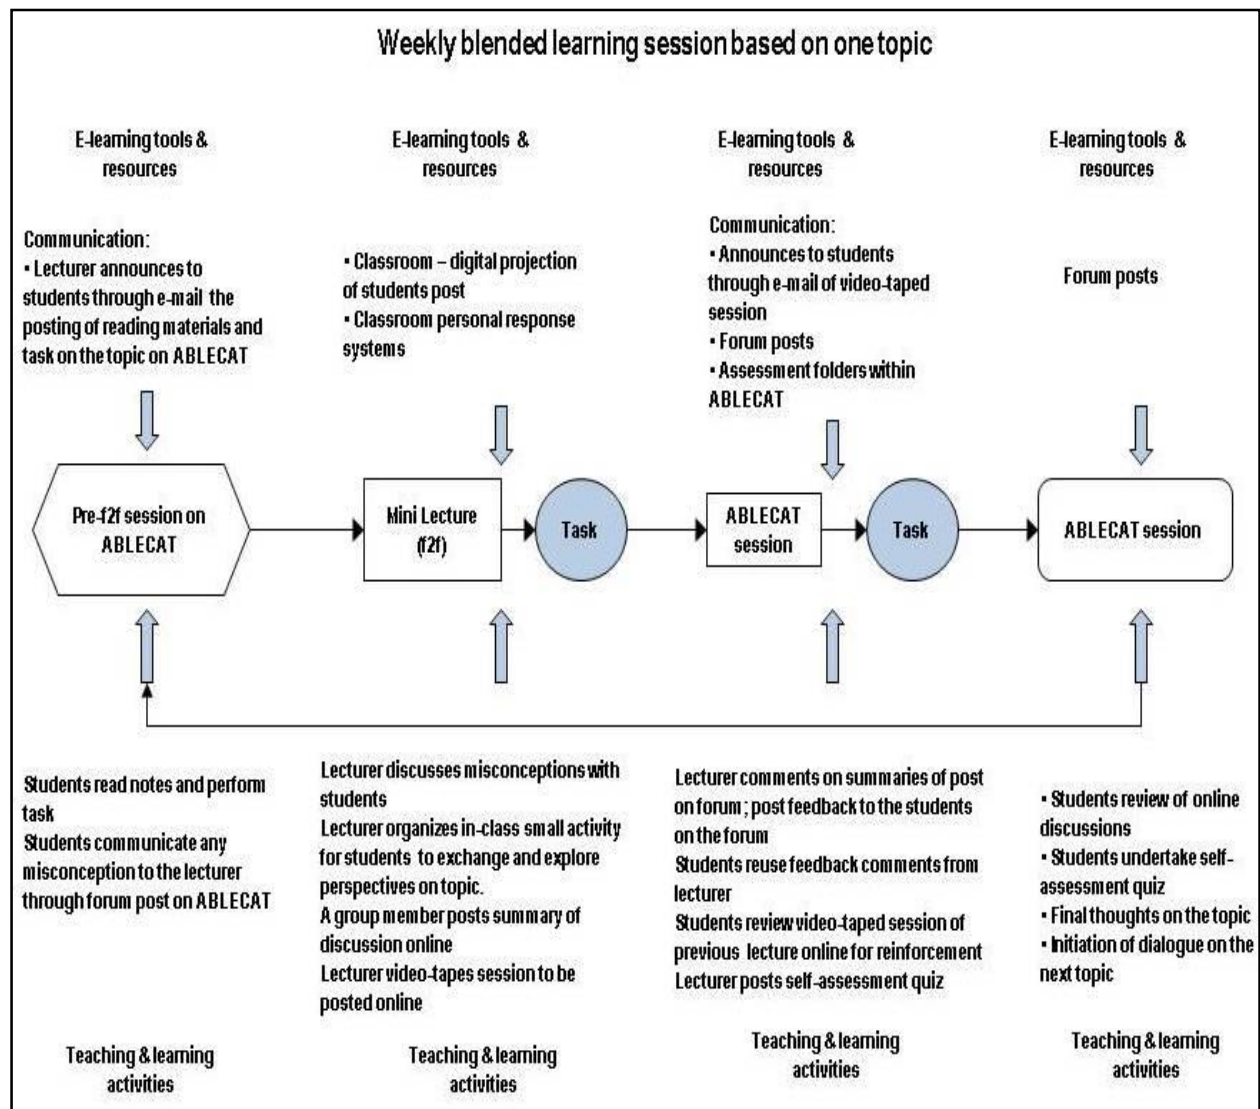 Weekly blended learning session based on one topic
E-learning tools &
resources
E-learning tools &
resources
E-learning tools &
resources
E-learning tools &
resources
Communication:
▪ Lecturer announces to
students through e-mail the
posting of reading materials and
task on the topic on ABLECAT
▪ Classroom – digital projection
of students post
▪ Classroom personal response
systems
Communication:
▪ Announces to students
through e-mail of video-taped
session
▪ Forum posts
▪ Assessment folders within
ABLECAT
Forum posts
Pre-f2f session on
ABLECAT
Mini Lecture
(f2f)
Task
ABLECAT
session
Task
ABLECAT session
Students read notes and perform
task
Students communicate any
misconception to the lecturer
through forum post on ABLECAT
Lecturer discusses misconceptions with
students
Lecturer organizes in-class small activity
for students to exchange and explore
perspectives on topic.
A group member posts summary of
discussion online
Lecturer video-tapes session to be
posted online
Lecturer comments on summaries of post
on forum; post feedback to the students
on the forum
Students reuse feedback comments from
lecturer
Students review video-taped session of
previous lecture online for reinforcement
Lecturer posts self-assessment quiz
▪ Students review of online
discussions
▪ Students undertake self-
assessment quiz
▪ Final thoughts on the topic
▪ Initiation of dialogue on the
next topic
Teaching & learning
activities
Teaching & learning
activities
Teaching & learning
activities
Teaching & learning
activities